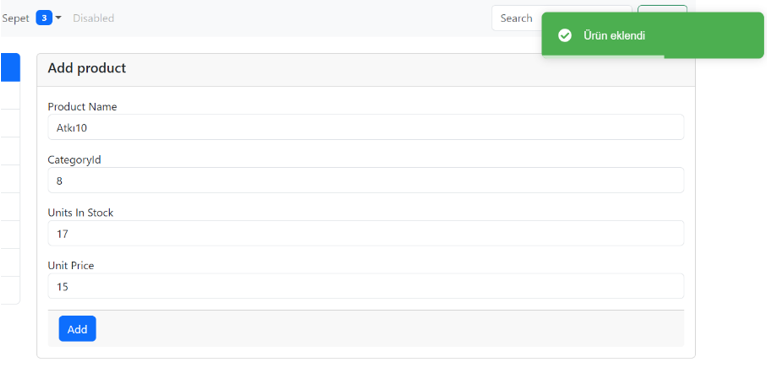 Sepet 3 Disabled
Search
Ürün eklendi
Add product
Product Name
Atkı10
CategoryId
8
Units In Stock
17
Unit Price
15
Add